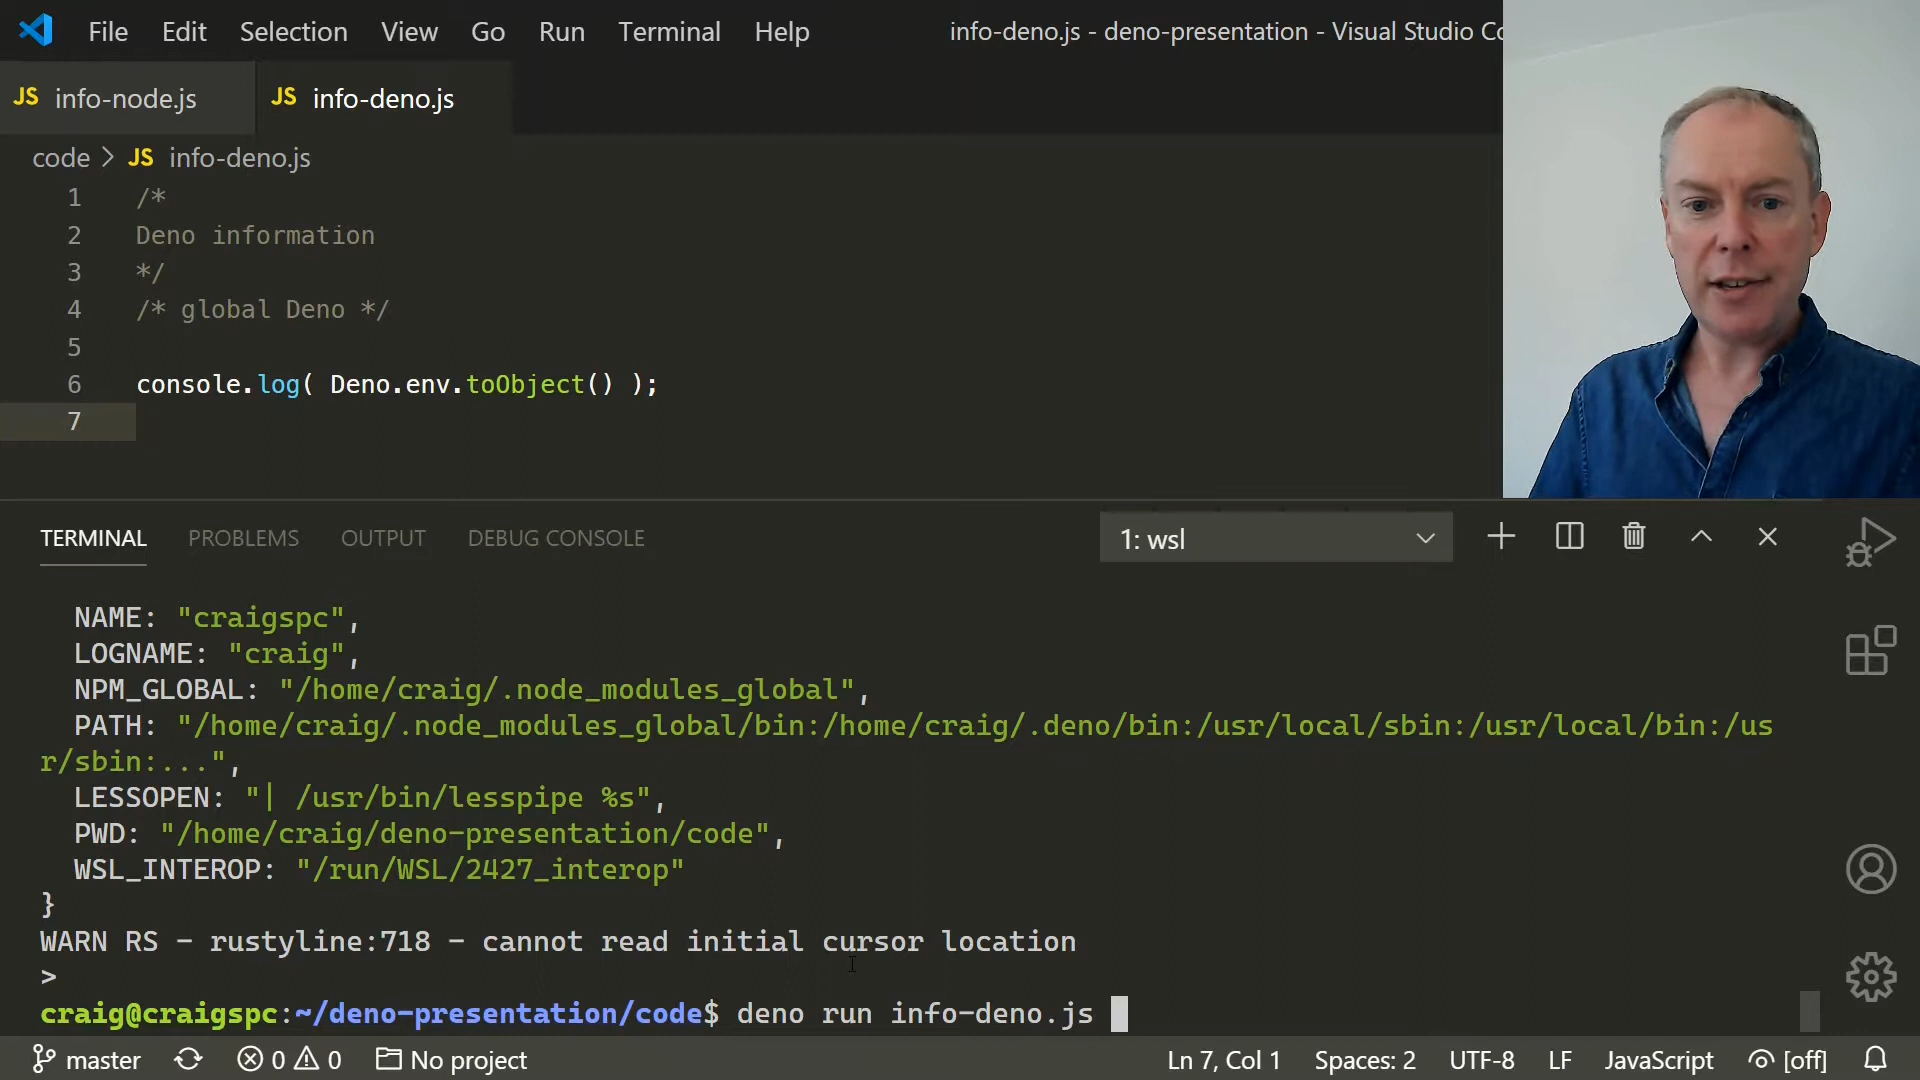 File Edit Selection View Go Run Terminal Help info-deno.js - deno-presentation - Visual Studio Co
JS info-node.js JS info-deno.js
code > JS info-deno.js
1 /*
2 Deno information
3 */
4 /* global Deno */
5
6 console.log( Deno.env.toObject() );
7
TERMINAL PROBLEMS OUTPUT DEBUG CONSOLE 1: wsl
NAME: "craigspc",
LOGNAME: "craig",
NPM_GLOBAL: "/home/craig/.node_modules_global",
PATH: "/home/craig/.node_modules_global/bin:/home/craig/.deno/bin:/usr/local/sbin:/usr/local/bin:/us
r/sbin:...",
LESSOPEN: "| /usr/bin/lesspipe %s",
PWD: "/home/craig/deno-presentation/code",
WSL_INTEROP: "/run/WSL/2427_interop"
}
WARN RS - rustyline:718 - cannot read initial cursor location
>
craig@craigspc:~/deno-presentation/code$ deno run info-deno.js
master 0 0 No project Ln 7, Col 1 Spaces: 2 UTF-8 LF JavaScript [off]